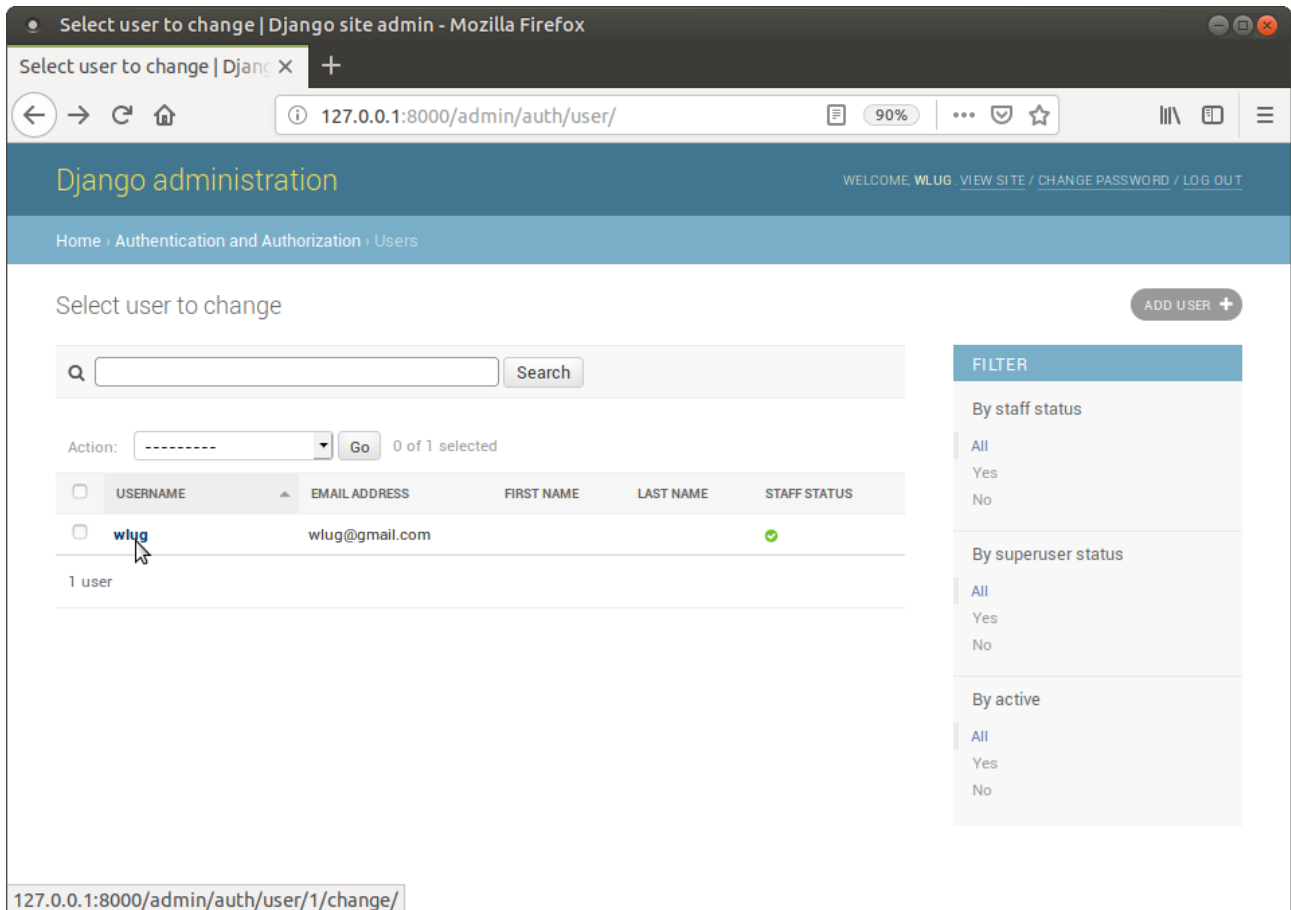 Select user to change | Django site admin - Mozilla Firefox
Select user to change | Djang
127.0.0.1:8000/admin/auth/user/ 90%
Django administration
WELCOME, WLUG. VIEW SITE / CHANGE PASSWORD / LOG OUT
Home › Authentication and Authorization › Users
Select user to change
ADD USER
Search
Action: --------- Go 0 of 1 selected
USERNAME EMAIL ADDRESS FIRST NAME LAST NAME STAFF STATUS
wlug wlug@gmail.com
1 user
FILTER
By staff status
All
Yes
No
By superuser status
All
Yes
No
By active
All
Yes
No
127.0.0.1:8000/admin/auth/user/1/change/